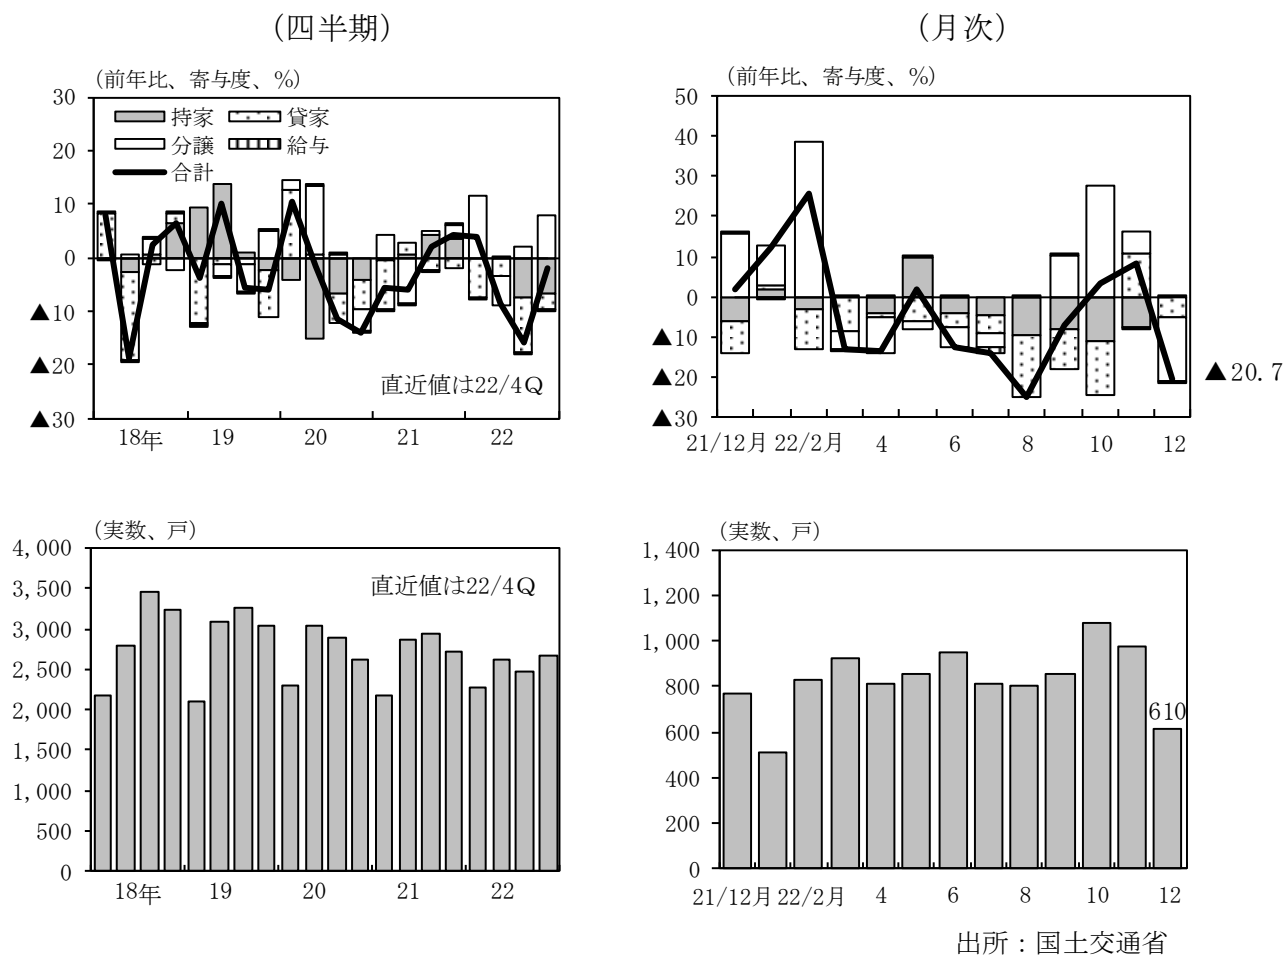 （四半期）
（前年比、寄与度、%）
30
20
10
0
▲10
▲20
▲30
持家
貸家
分譲
給与
合計
直近値は22/4Q
18年 19 20 21 22
（月次）
（前年比、寄与度、%）
50
40
30
20
10
0
▲10
▲20
▲30
▲20.7
21/12月 22/2月 4 6 8 10 12
（実数、戸）
4,000
3,500
3,000
2,500
2,000
1,500
1,000
500
0
直近値は22/4Q
18年 19 20 21 22
（実数、戸）
1,400
1,200
1,000
800
600
400
200
0
610
21/12月 22/2月 4 6 8 10 12
出所：国土交通省